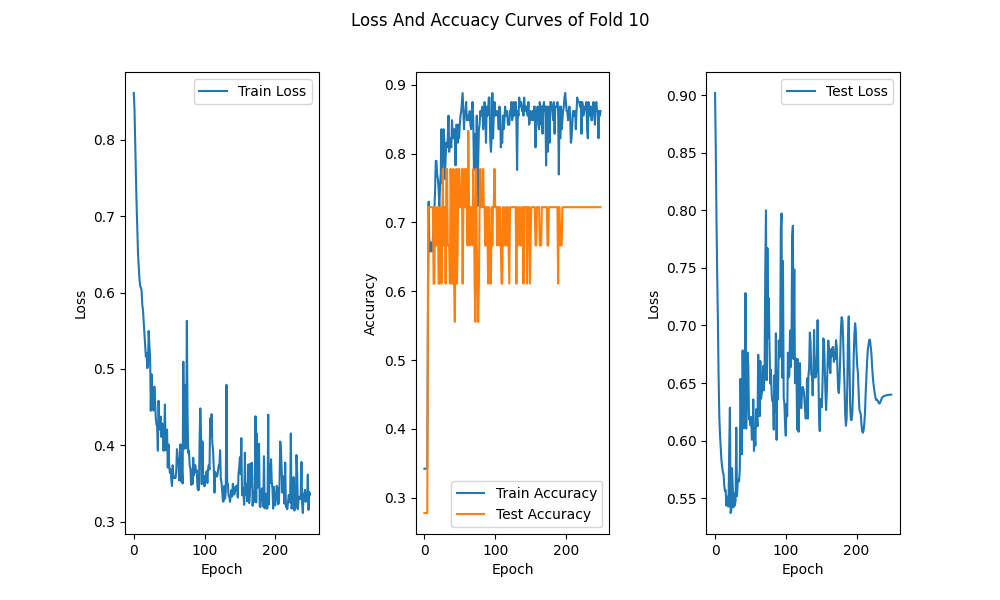 Loss And Accuacy Curves of Fold 10
Train Loss
0.8
0.7
0.6
0.5
0.4
0.3
Loss
0
100
200
Epoch
0.9
0.8
0.7
0.6
0.5
0.4
0.3
Accuracy
Train Accuracy
Test Accuracy
0
100
200
Epoch
Test Loss
0.90
0.85
0.80
0.75
0.70
0.65
0.60
0.55
Loss
0
100
200
Epoch